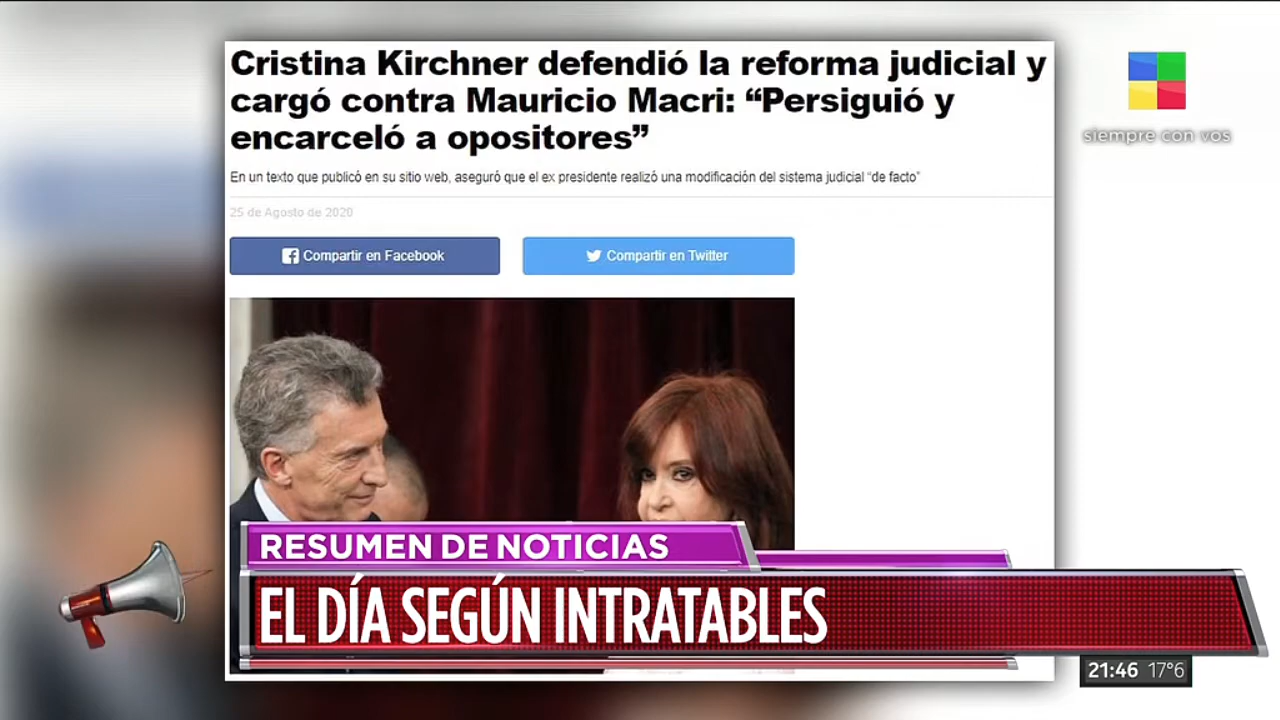 Cristina Kirchner defendió la reforma judicial y
cargó contra Mauricio Macri: “Persiguió y
encarceló a opositores”
En un texto que publicó en su sitio web, aseguró que el ex presidente realizó una modificación del sistema judicial “de facto”
25 de Agosto de 2020
Compartir en Facebook
Compartir en Twitter
siempre con vos
RESUMEN DE NOTICIAS
EL DÍA SEGÚN INTRATABLES
21:46 17°6